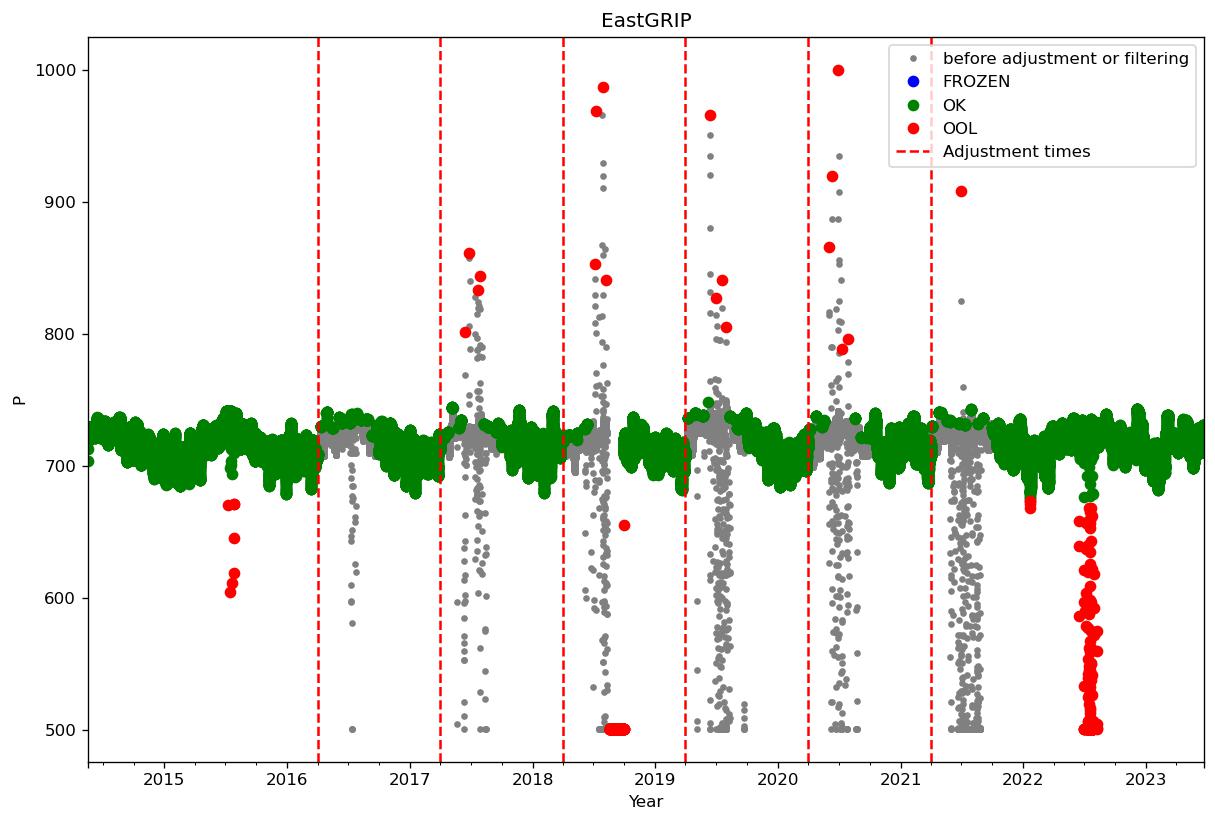 EastGRIP
before adjustment or filtering
FROZEN
OK
OOL
Adjustment times
P
1000
900
800
700
600
500
2015 2016 2017 2018 2019 2020 2021 2022 2023
Year